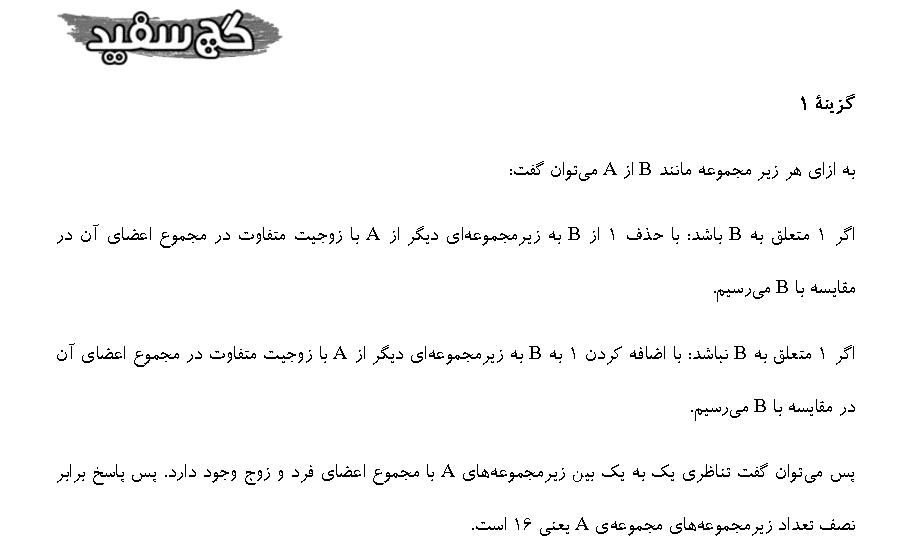 گچ سفید
گزینهٔ ۱
به ازای هر زیر مجموعه مانند B از A می‌توان گفت:
اگر ۱ متعلق به B باشد: با حذف ۱ از B به زیرمجموعه‌ای دیگر از A با زوجیت متفاوت در مجموع اعضای آن در
مقایسه با B می‌رسیم.
اگر ۱ متعلق به B نباشد: با اضافه کردن ۱ به B به زیرمجموعه‌ای دیگر از A با زوجیت متفاوت در مجموع اعضای آن
در مقایسه با B می‌رسیم.
پس می‌توان گفت تناظری یک به یک بین زیرمجموعه‌های A با مجموع اعضای فرد و زوج وجود دارد. پس پاسخ برابر
نصف تعداد زیرمجموعه‌های مجموعه‌ی A یعنی ۱۶ است.